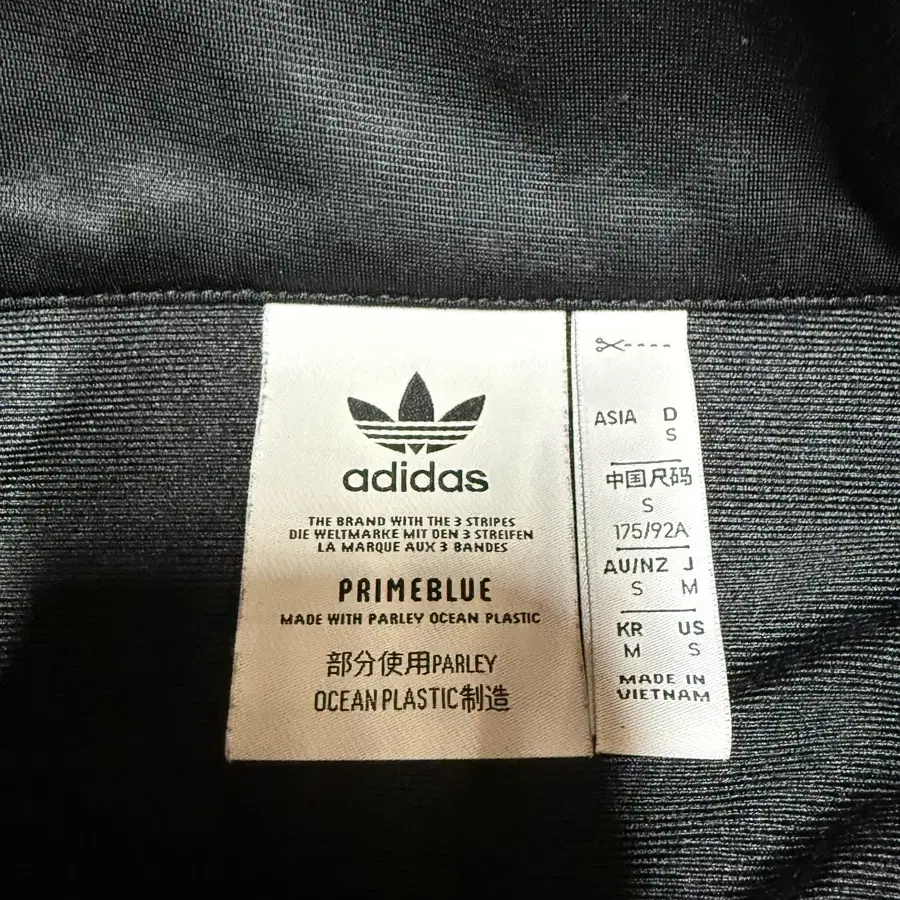 adidas
THE BRAND WITH THE 3 STRIPES
DIE WELTMARKE MIT DEN 3 STREIFEN
LA MARQUE AUX 3 BANDES
PRIMEBLUE
MADE WITH PARLEY OCEAN PLASTIC
部分使用PARLEY
OCEAN PLASTIC制造
ASIA D
S
中国尺码
S
175/92A
AU/NZ J
S M
KR US
M S
MADE IN
VIETNAM